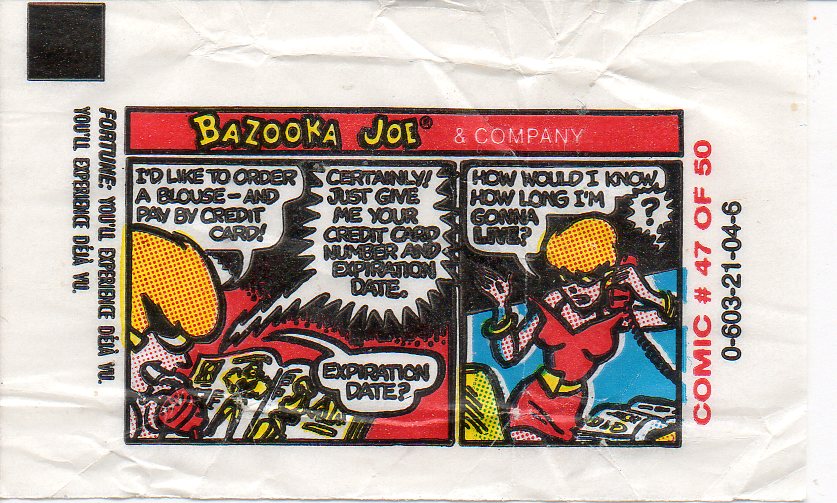 BAZOOKA JOE® & COMPANY
I'D LIKE TO ORDER
A BLOUSE - AND
PAY BY CREDIT
CARD!
CERTAINLY!
JUST GIVE
ME YOUR
CREDIT CARD
NUMBER AND
EXPIRATION
DATE.
EXPIRATION
DATE?
HOW WOULD I KNOW
HOW LONG I'M
GONNA
LIVE?
?
FORTUNE: YOU'LL EXPERIENCE DÉJÀ VU.
YOU'LL EXPERIENCE DÉJÀ VU.
COMIC # 47 OF 50
0-603-21-04-6